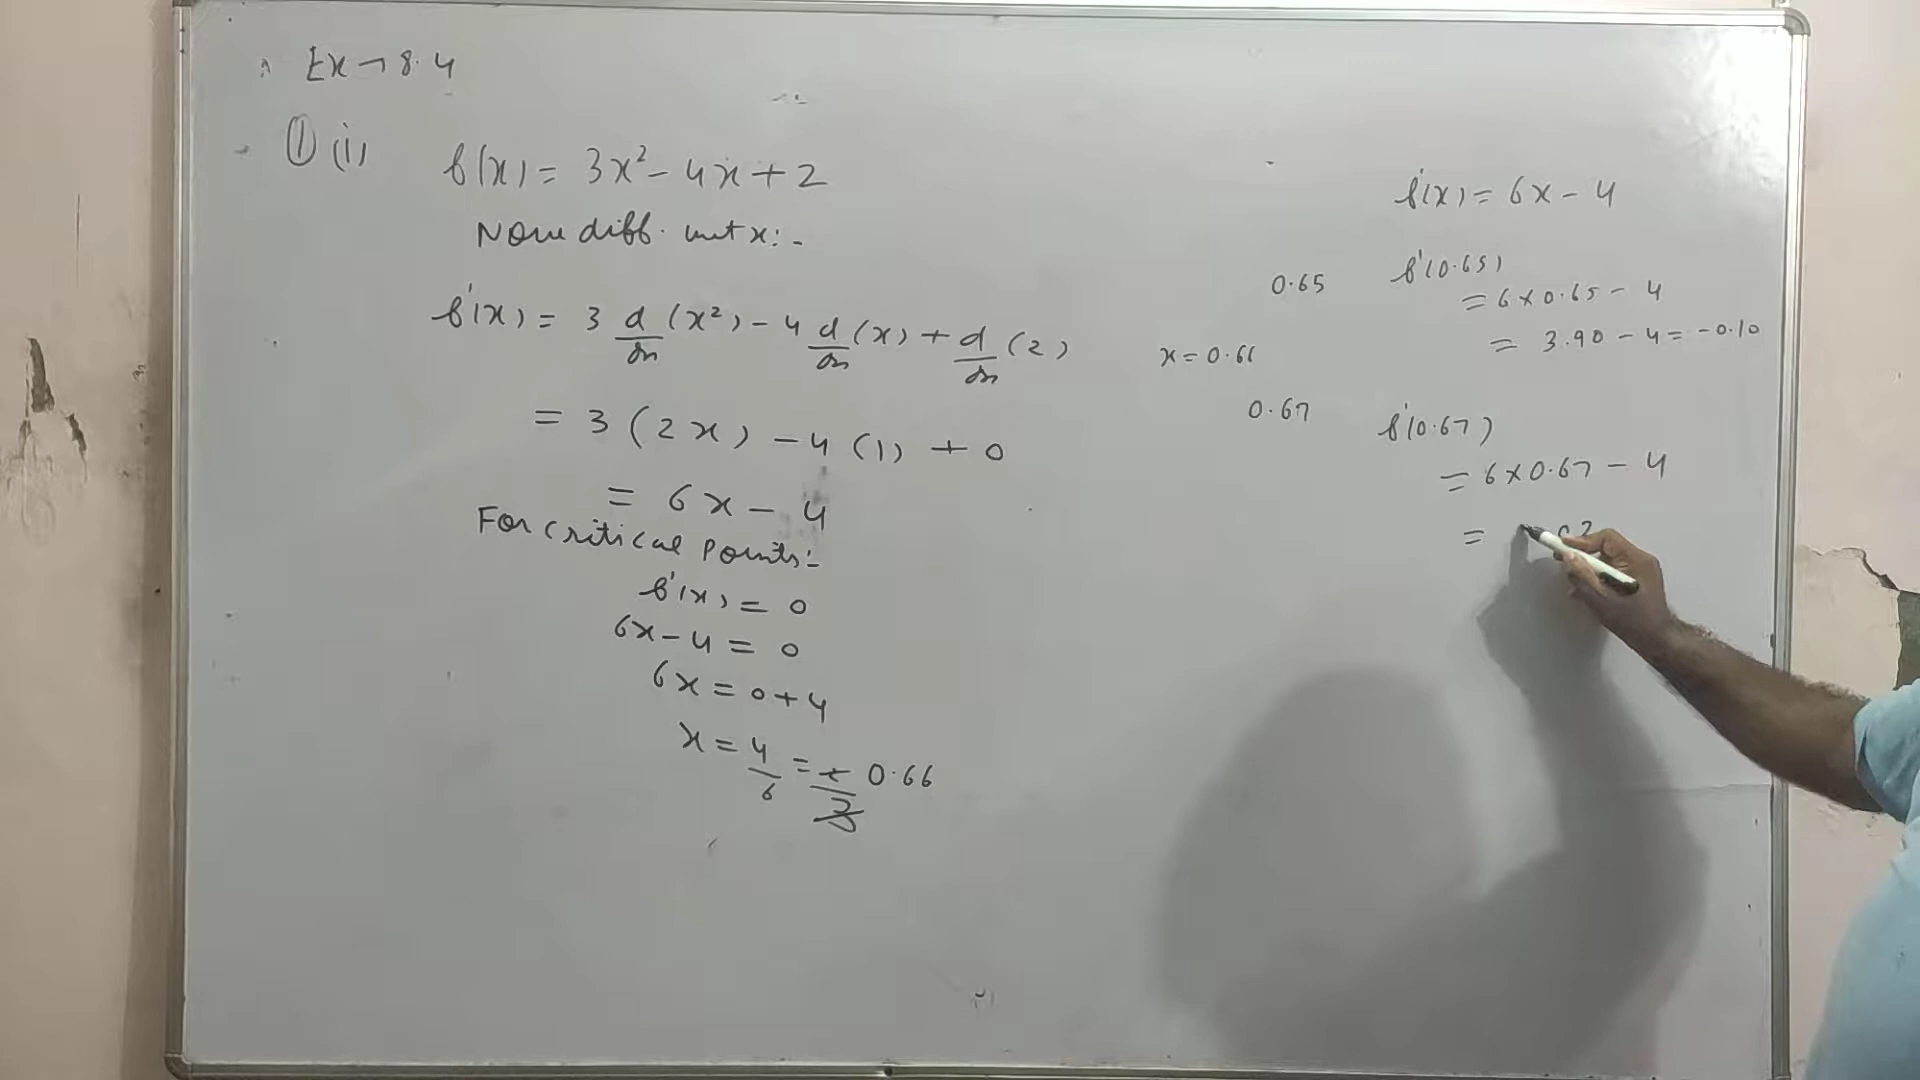 Ex → 8.4
① (i) f(x) = 3x² - 4x + 2
Now diff. wrt x:-
f'(x) = 3 d/dx (x²) - 4 d/dx (x) + d/dx (2)
= 3 (2x) - 4 (1) + 0
= 6x - 4
For critical points:-
f'(x) = 0
6x - 4 = 0
6x = 0 + 4
x = 4/6 = 0.66
f'(x) = 6x - 4
0.65 f'(0.65)
= 6 × 0.65 - 4
= 3.90 - 4 = -0.10
x = 0.66
0.67 f'(0.67)
= 6 × 0.67 - 4
=